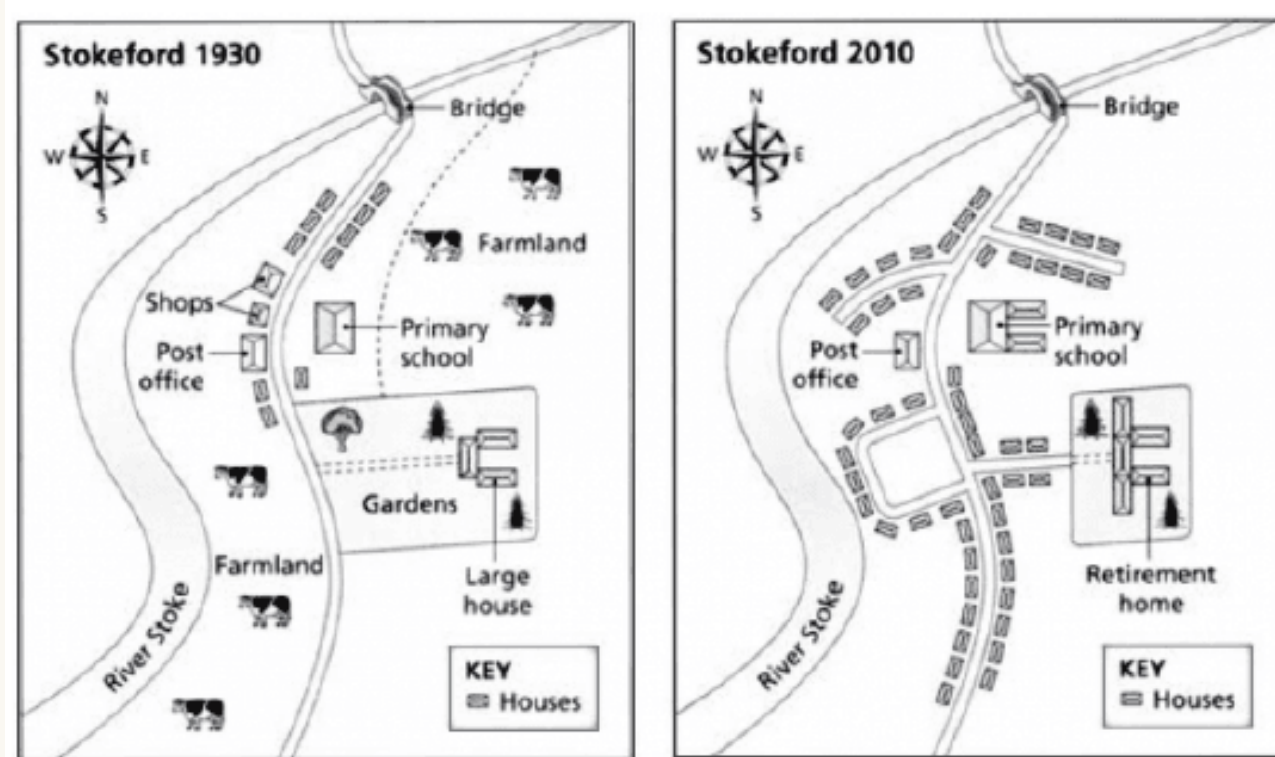 Stokeford 1930
N
W E
S
Bridge
Farmland
Shops
Primary
school
Post
office
Gardens
Farmland
Large
house
River Stoke
KEY
Houses
Stokeford 2010
N
W E
S
Bridge
Primary
school
Post
office
Retirement
home
River Stoke
KEY
Houses